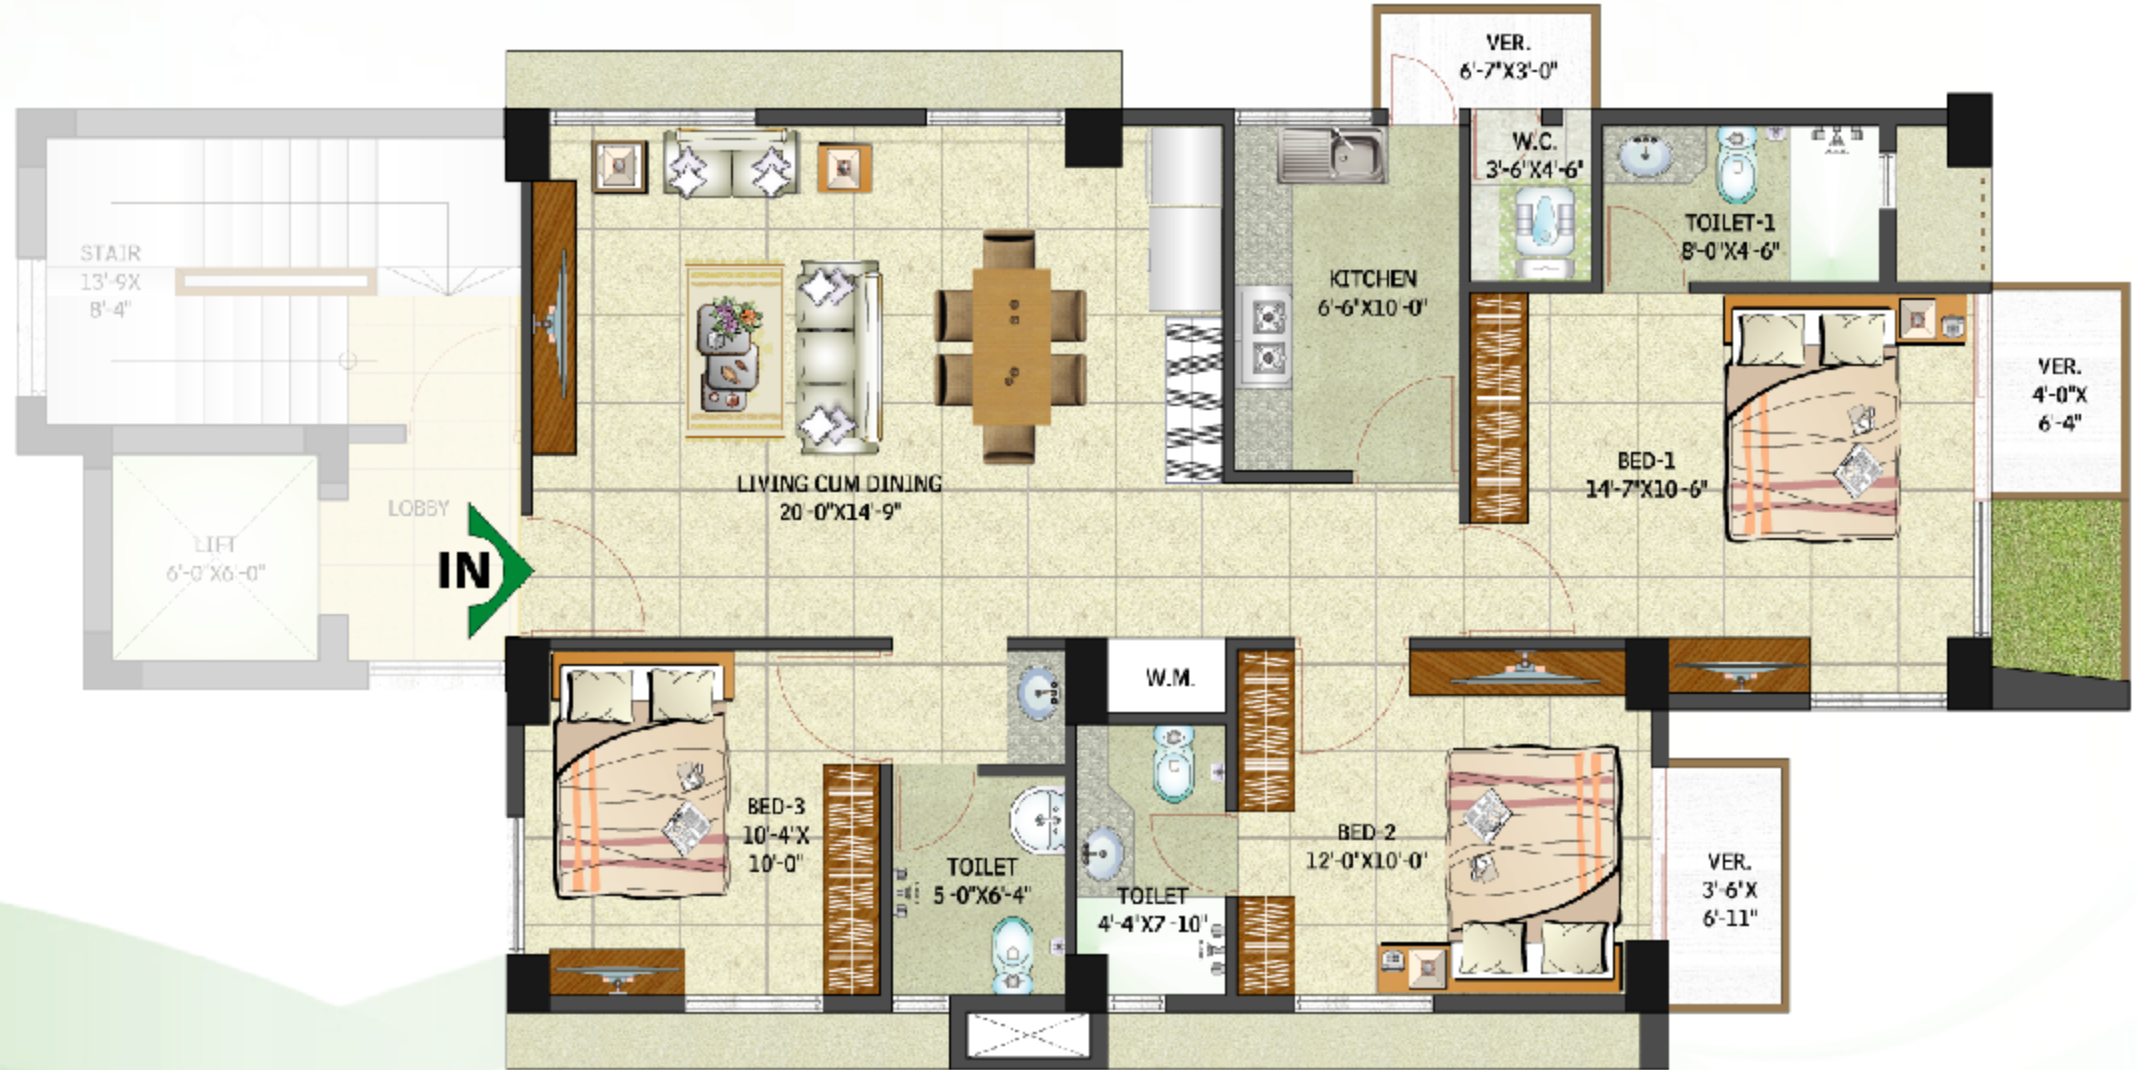 VER.
6'-7"X3'-0"
W.C.
3'-6"X4'-6"
TOILET-1
8'-0"X4'-6"
STAIR
13'-9X
8'-4"
KITCHEN
6'-6"X10'-0"
VER.
4'-0"X
6'-4"
LIVING CUM DINING
20'-0"X14'-9"
BED-1
14'-7"X10'-6"
LOBBY
LIFT
6'-0"X6'-0"
IN
W.M.
BED-3
10'-4'X
10'-0"
TOILET
5'-0"X6'-4"
TOILET
4'-4'X7'-10"
BED-2
12'-0"X10'-0"
VER.
3'-6"X
6'-11"